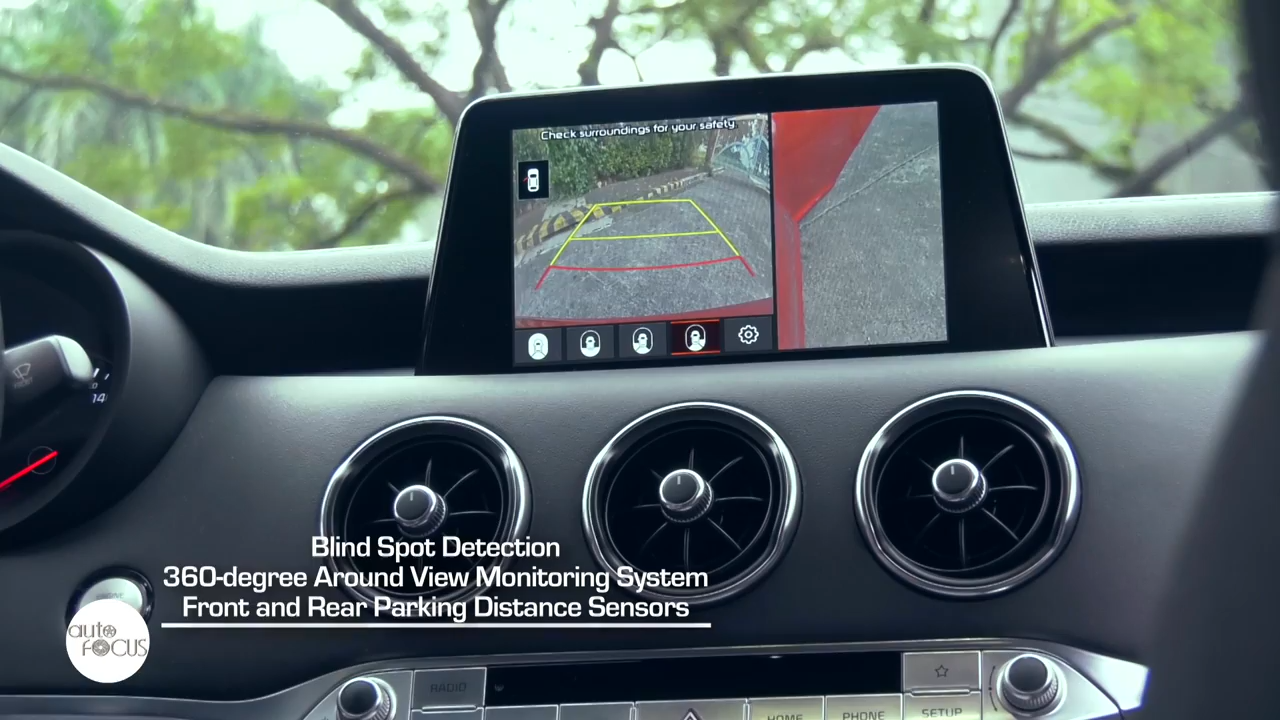 Check surroundings for your safety.
14
Blind Spot Detection
360-degree Around View Monitoring System
Front and Rear Parking Distance Sensors
auto
FOCUS
RADIO
HOME
PHONE
SETUP